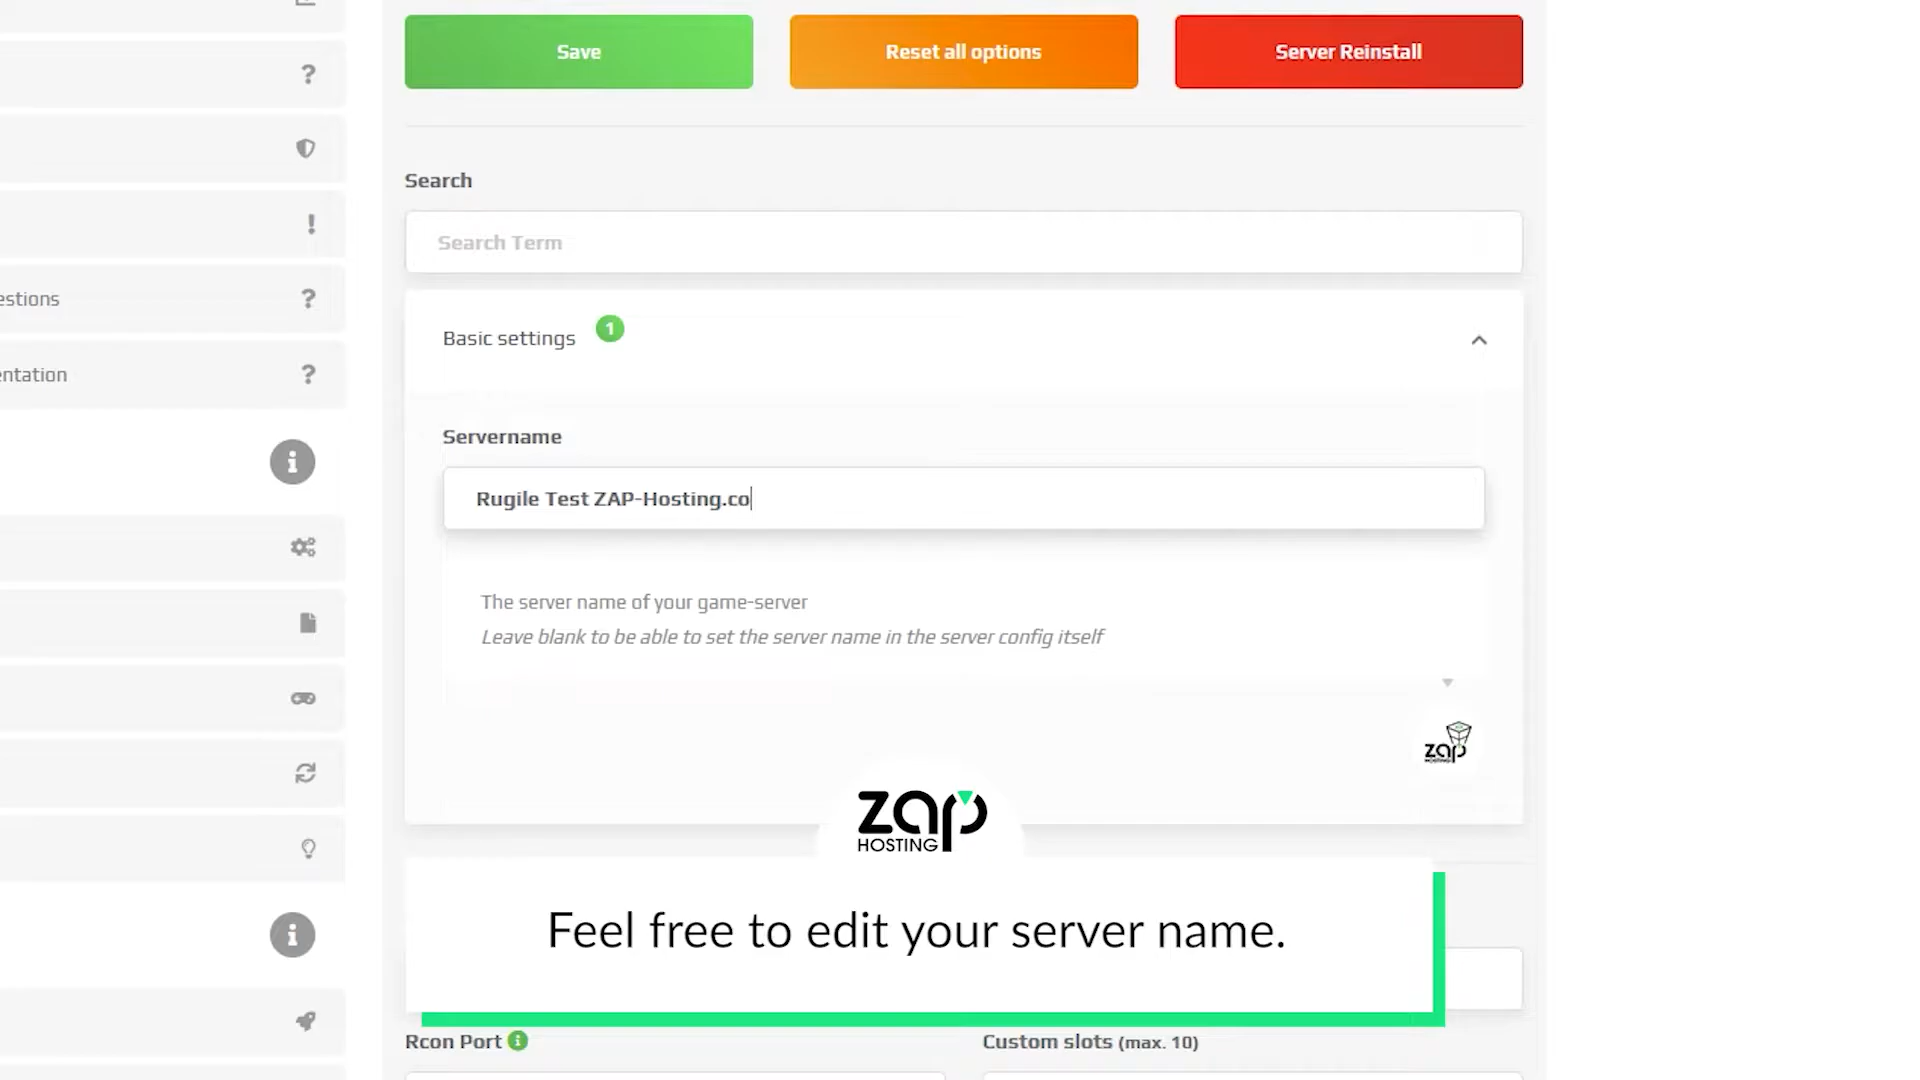 Save
Reset all options
Server Reinstall
?
Search
!
Search Term
estions
?
Basic settings
1
entation
?
Servername
Rugile Test ZAP-Hosting.co
The server name of your game-server
Leave blank to be able to set the server name in the server config itself
zap
HOSTING
zap
HOSTING
Feel free to edit your server name.
Rcon Port
Custom slots (max. 10)